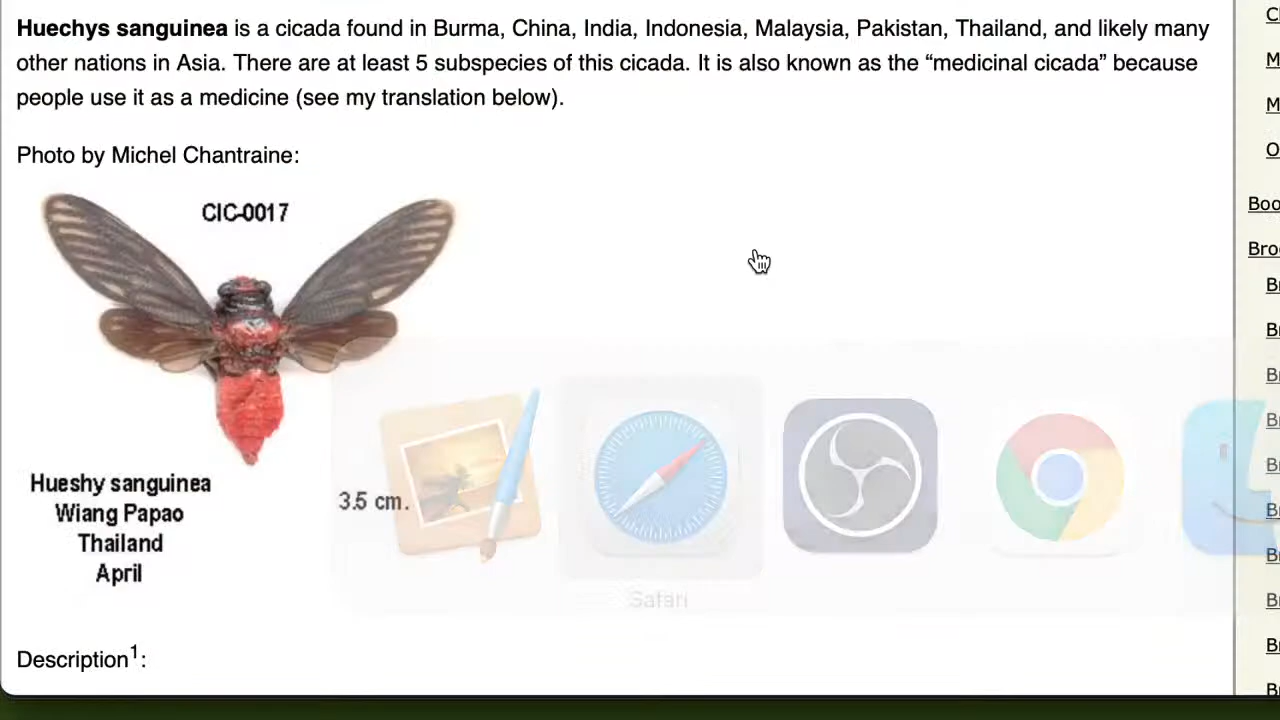 Huechys sanguinea is a cicada found in Burma, China, India, Indonesia, Malaysia, Pakistan, Thailand, and likely many
other nations in Asia. There are at least 5 subspecies of this cicada. It is also known as the “medicinal cicada” because
people use it as a medicine (see my translation below).
Photo by Michel Chantraine:
CIC-0017
Hueshy sanguinea
Wiang Papao
Thailand
April
3.5 cm.
Safari
Description1:
C
M
M
O
Boo
Bro
B
B
B
B
B
B
B
B
B
B